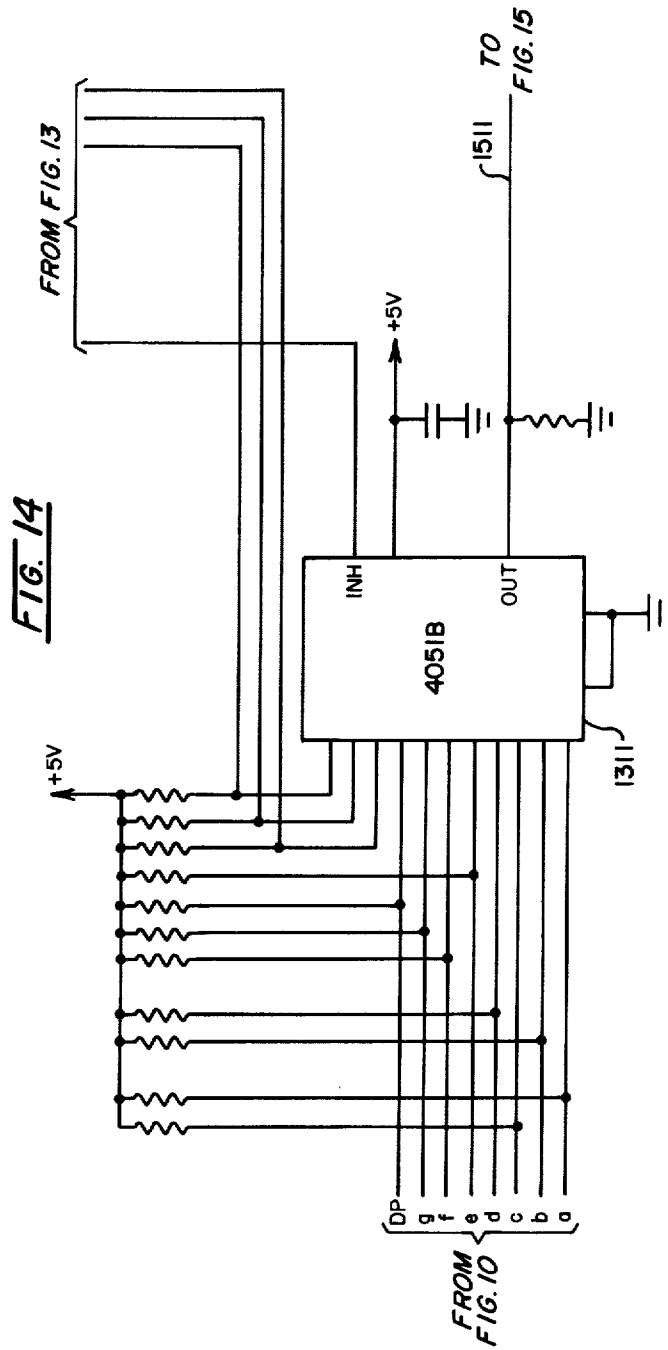 FIG. 14
FROM FIG. 13
+5V
INH
+5V
4051B
OUT
1511
TO
FIG. 15
1311
DP
g
f
e
d
c
b
a
FROM
FIG. 10